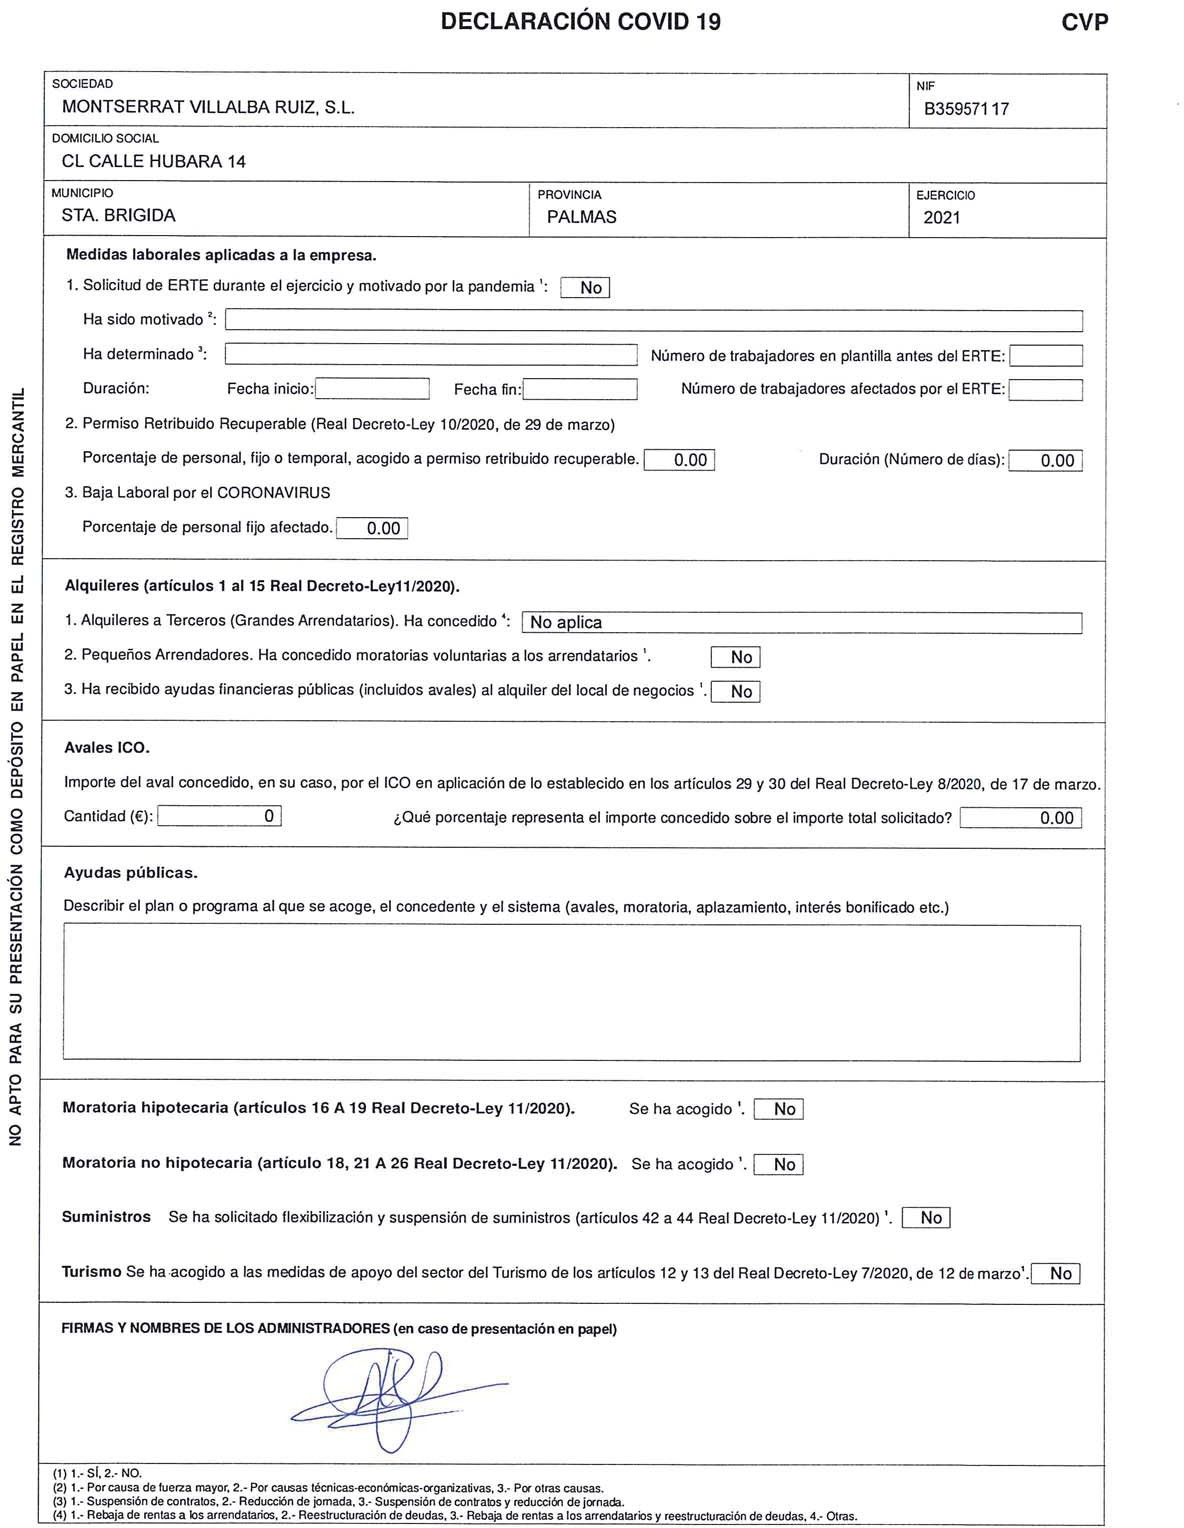 DECLARACIÓN COVID 19 CVP
SOCIEDAD NIF
MONTSERRAT VILLALBA RUIZ, S.L. B35957117
DOMICILIO SOCIAL
CL CALLE HUBARA 14
MUNICIPIO PROVINCIA EJERCICIO
STA. BRIGIDA PALMAS 2021
Medidas laborales aplicadas a la empresa.
1. Solicitud de ERTE durante el ejercicio y motivado por la pandemia ¹: No
Ha sido motivado ²:
Ha determinado ³: Número de trabajadores en plantilla antes del ERTE:
Duración: Fecha inicio: Fecha fin: Número de trabajadores afectados por el ERTE:
2. Permiso Retribuido Recuperable (Real Decreto-Ley 10/2020, de 29 de marzo)
Porcentaje de personal, fijo o temporal, acogido a permiso retribuido recuperable. 0.00 Duración (Número de días): 0.00
3. Baja Laboral por el CORONAVIRUS
Porcentaje de personal fijo afectado. 0.00
Alquileres (artículos 1 al 15 Real Decreto-Ley11/2020).
1. Alquileres a Terceros (Grandes Arrendatarios). Ha concedido ⁴: No aplica
2. Pequeños Arrendadores. Ha concedido moratorias voluntarias a los arrendatarios ¹. No
3. Ha recibido ayudas financieras públicas (incluidos avales) al alquiler del local de negocios ¹. No
Avales ICO.
Importe del aval concedido, en su caso, por el ICO en aplicación de lo establecido en los artículos 29 y 30 del Real Decreto-Ley 8/2020, de 17 de marzo.
Cantidad (€): 0 ¿Qué porcentaje representa el importe concedido sobre el importe total solicitado? 0.00
Ayudas públicas.
Describir el plan o programa al que se acoge, el concedente y el sistema (avales, moratoria, aplazamiento, interés bonificado etc.)
Moratoria hipotecaria (artículos 16 A 19 Real Decreto-Ley 11/2020). Se ha acogido ¹. No
Moratoria no hipotecaria (artículo 18, 21 A 26 Real Decreto-Ley 11/2020). Se ha acogido ¹. No
Suministros Se ha solicitado flexibilización y suspensión de suministros (artículos 42 a 44 Real Decreto-Ley 11/2020) ¹. No
Turismo Se ha acogido a las medidas de apoyo del sector del Turismo de los artículos 12 y 13 del Real Decreto-Ley 7/2020, de 12 de marzo¹. No
FIRMAS Y NOMBRES DE LOS ADMINISTRADORES (en caso de presentación en papel)
(1) 1.- SÍ, 2.- NO.
(2) 1.- Por causa de fuerza mayor, 2.- Por causas técnicas-económicas-organizativas, 3.- Por otras causas.
(3) 1.- Suspensión de contratos, 2.- Reducción de jornada, 3.- Suspensión de contratos y reducción de jornada.
(4) 1.- Rebaja de rentas a los arrendatarios, 2.- Reestructuración de deudas, 3.- Rebaja de rentas a los arrendatarios y reestructuración de deudas, 4.- Otras.
NO APTO PARA SU PRESENTACIÓN COMO DEPÓSITO EN PAPEL EN EL REGISTRO MERCANTIL